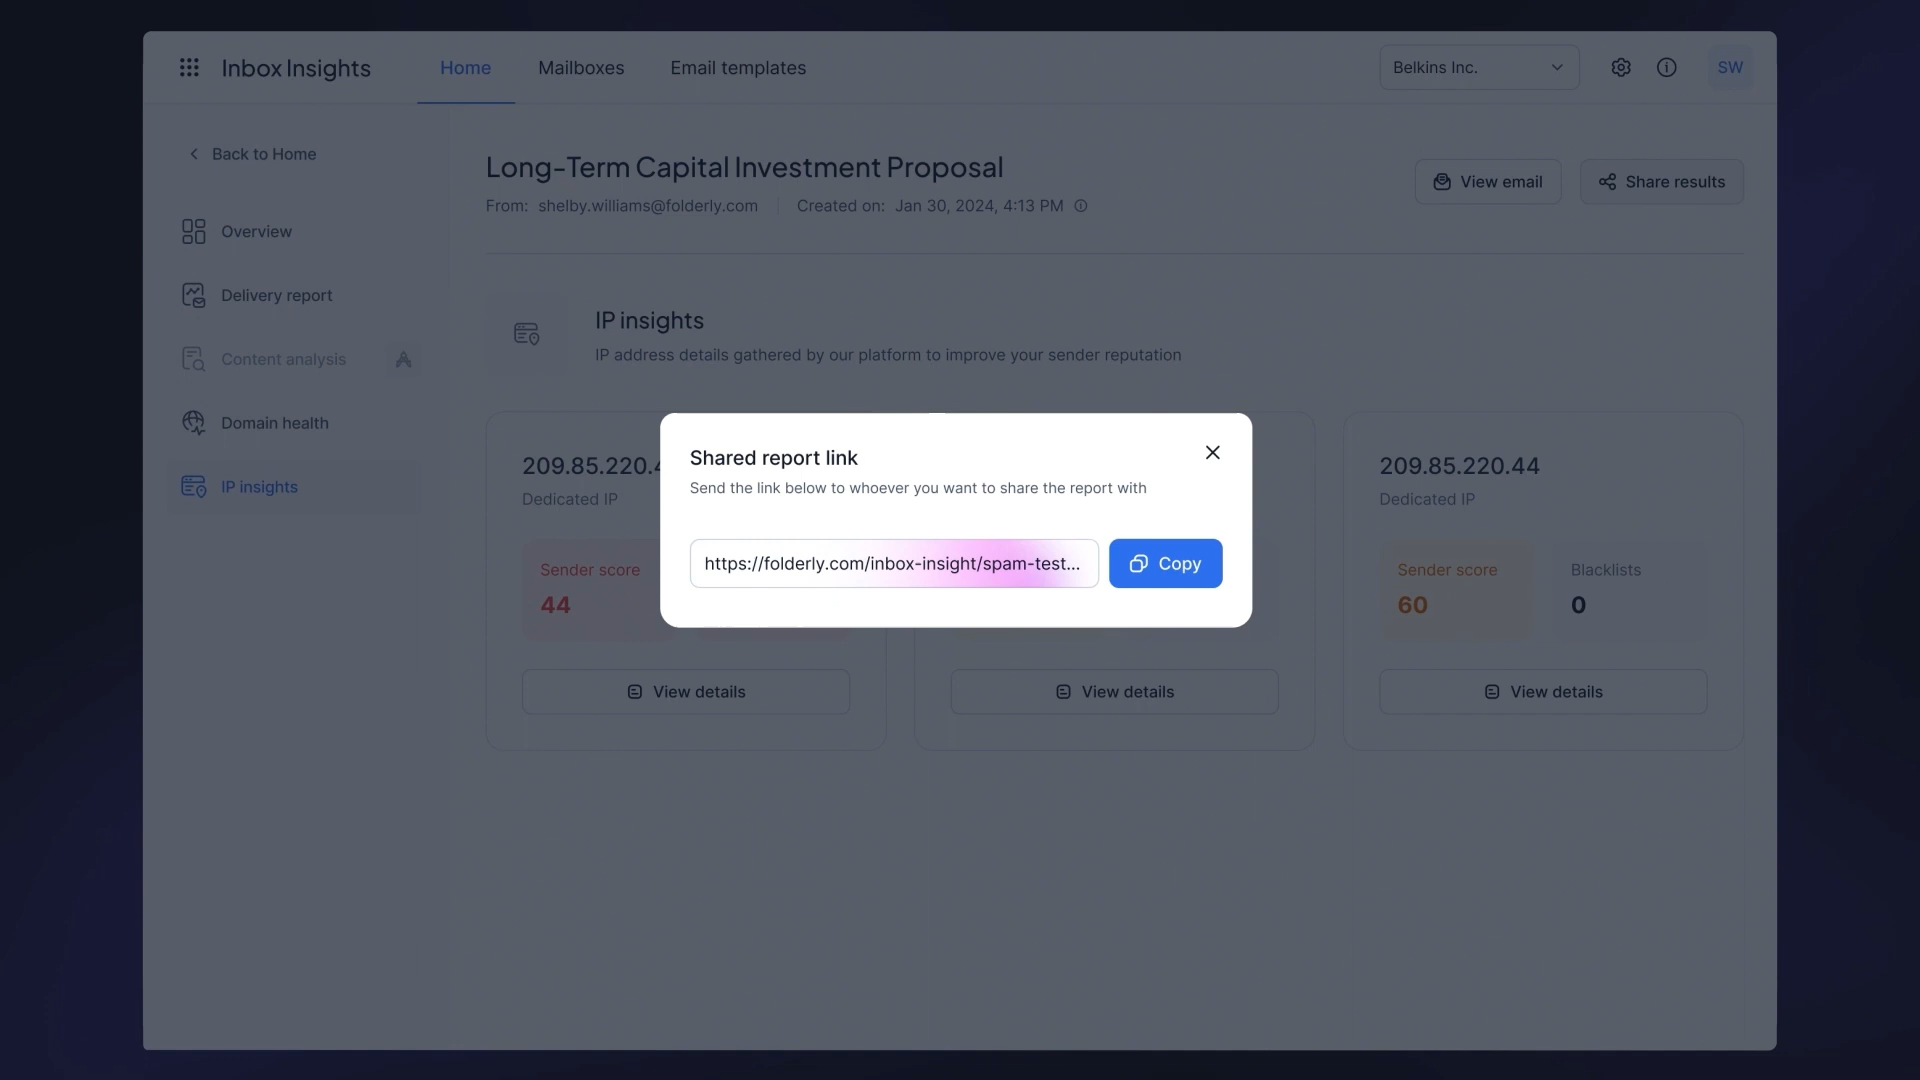 Inbox Insights
Home
Mailboxes
Email templates
Belkins Inc.
SW
Back to Home
Overview
Delivery report
Content analysis
Domain health
IP insights
Long-Term Capital Investment Proposal
From: shelby.williams@folderly.com
Created on: Jan 30, 2024, 4:13 PM
View email
Share results
IP insights
IP address details gathered by our platform to improve your sender reputation
Dedicated IP
Sender score
44
View details
Shared report link
Send the link below to whoever you want to share the report with
https://folderly.com/inbox-insight/spam-test...
Copy
View details
209.85.220.44
Dedicated IP
Sender score
60
Blacklists
0
View details